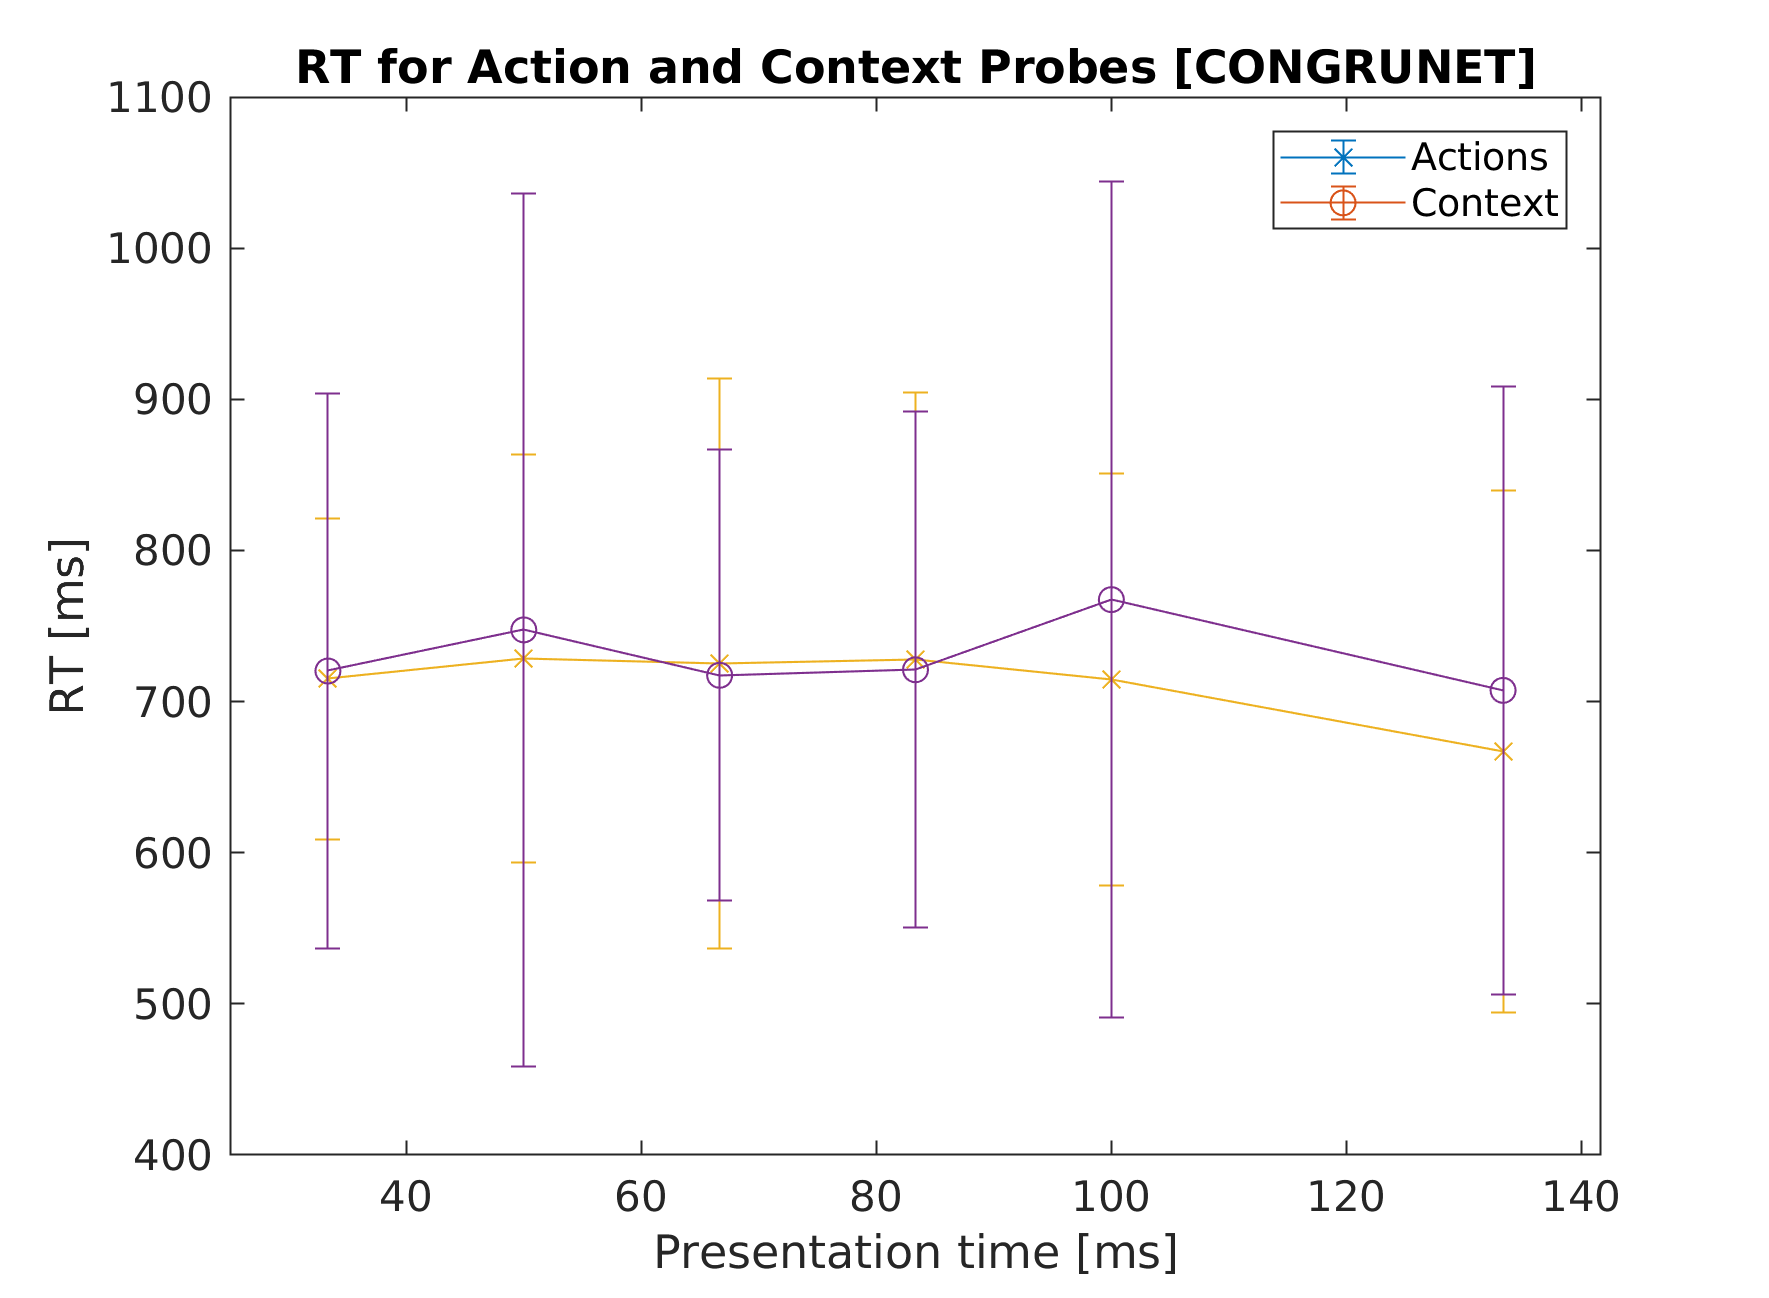 RT for Action and Context Probes [CONGRUNET]
1100
1000
900
800
700
600
500
400
RT [ms]
Actions
Context
40 60 80 100 120 140
Presentation time [ms]